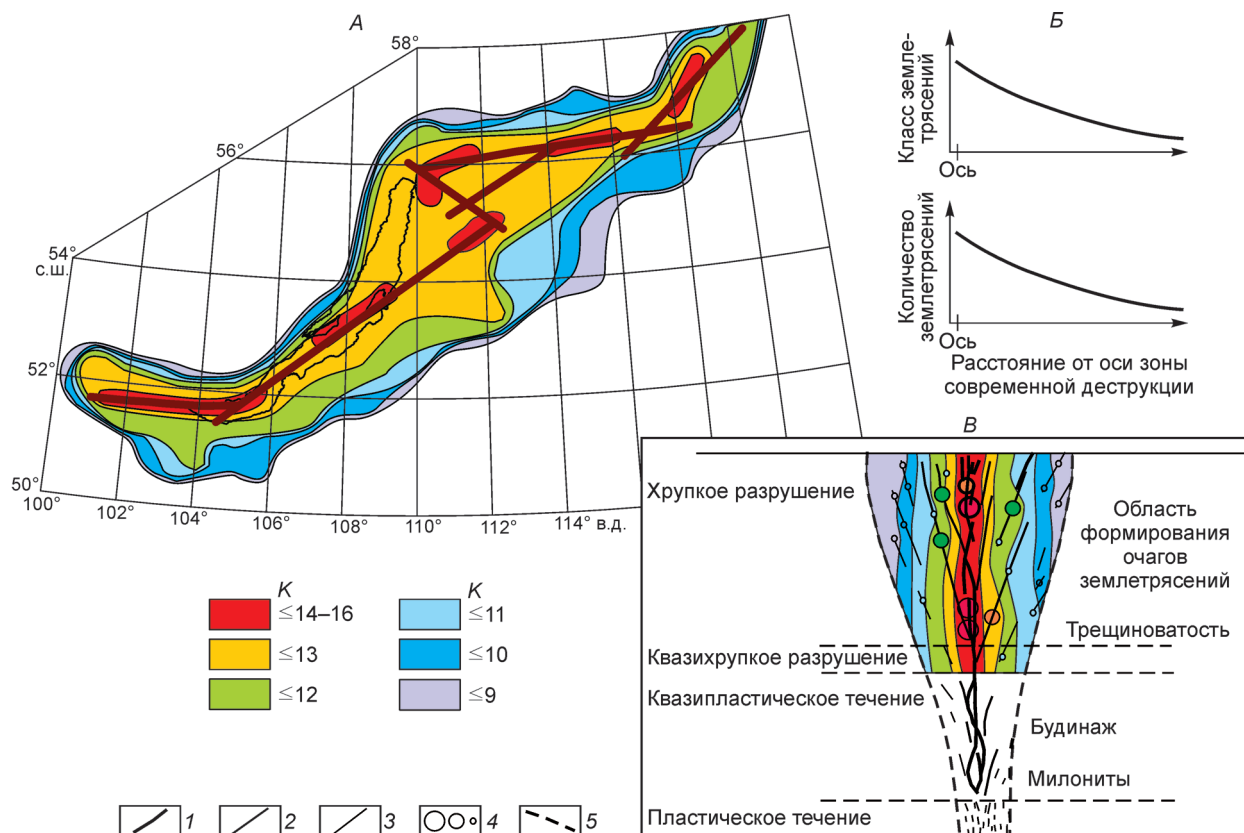 А
58°
56°
54°
с.ш.
52°
50°
100°
102°
104°
106°
108°
110°
112°
114° в.д.
К
≤14–16
≤13
≤12
К
≤11
≤10
≤9
1
2
3
4
5
Б
Класс земле-
трясений
Ось
Количество
землетрясений
Ось
Расстояние от оси зоны
современной деструкции
В
Хрупкое разрушение
Область
формирования
очагов
землетрясений
Трещиноватость
Квазихрупкое разрушение
Квазипластическое течение
Будинаж
Милониты
Пластическое течение